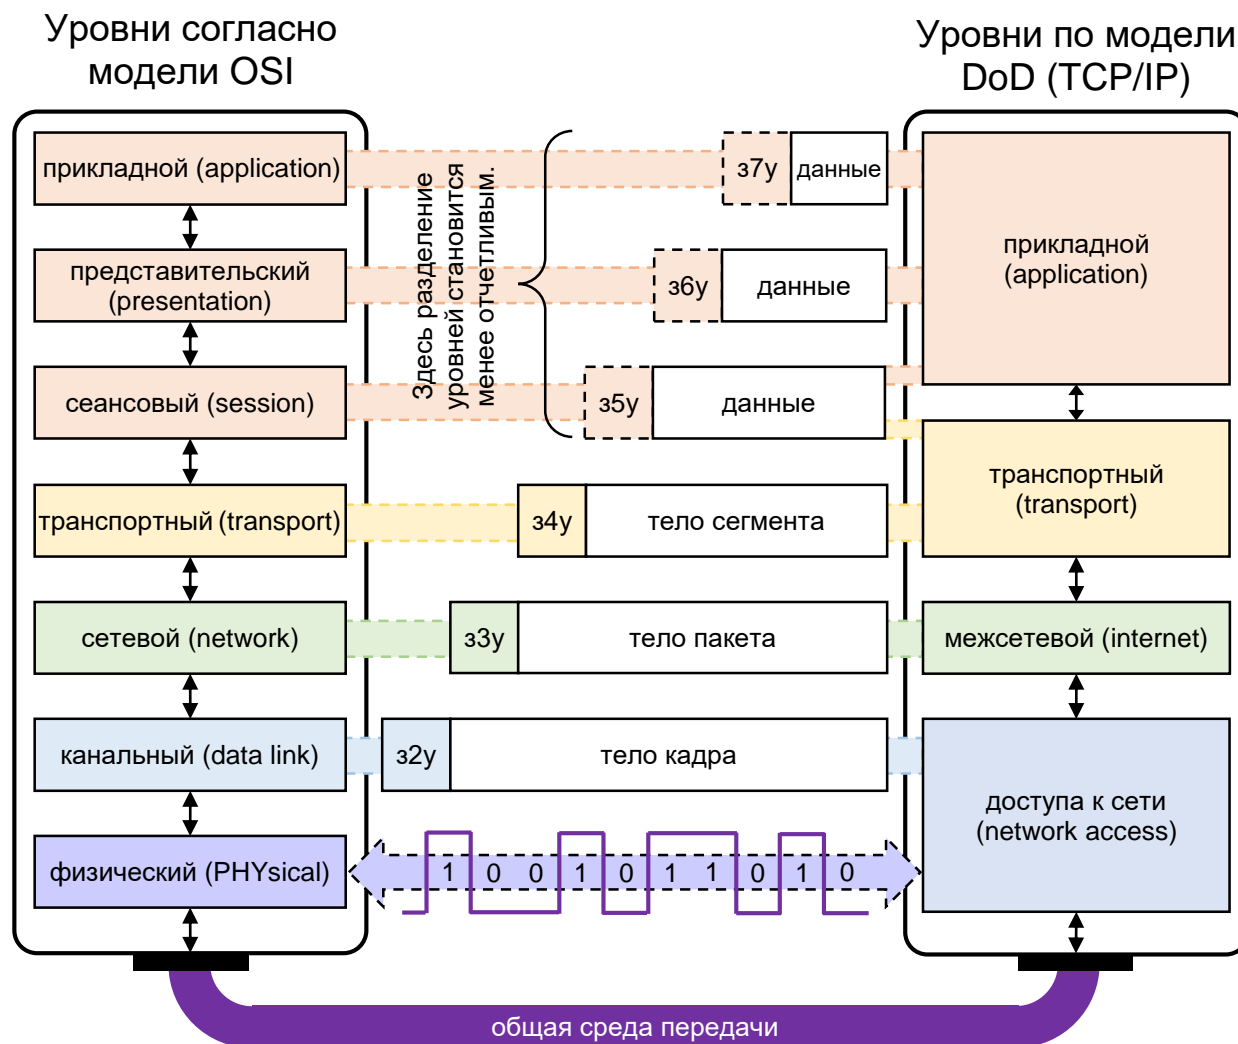 Уровни согласно
модели OSI
Уровни по модели
DoD (TCP/IP)
прикладной (application)
з7у
данные
прикладной
(application)
Здесь разделение
уровней становится
менее отчетливым.
представительский
(presentation)
з6у
данные
сеансовый (session)
з5у
данные
транспортный (transport)
з4у
тело сегмента
транспортный
(transport)
сетевой (network)
з3у
тело пакета
межсетевой (internet)
канальный (data link)
з2у
тело кадра
доступа к сети
(network access)
физический (PHYsical)
1 0 0 1 0 1 1 0 1 0
общая среда передачи